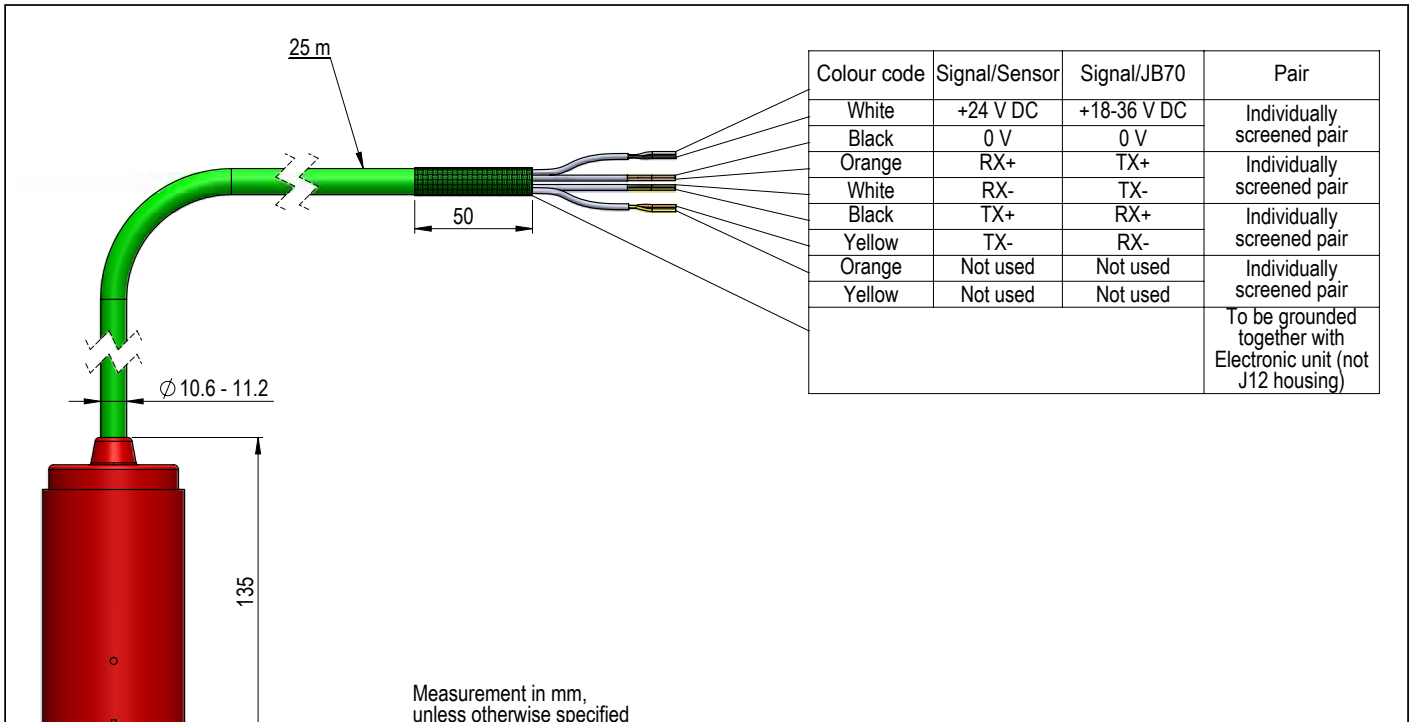 25 m
Colour code Signal/Sensor Signal/JB70 Pair
White +24 V DC +18-36 V DC Individually
screened pair
Black 0 V 0 V
Orange RX+ TX+ Individually
screened pair
White RX- TX-
Black TX+ RX+ Individually
screened pair
Yellow TX- RX-
Orange Not used Not used Individually
screened pair
Yellow Not used Not used
To be grounded
together with
Electronic unit (not
J12 housing)
50
∅ 10.6 - 11.2
135
Measurement in mm,
unless otherwise specified